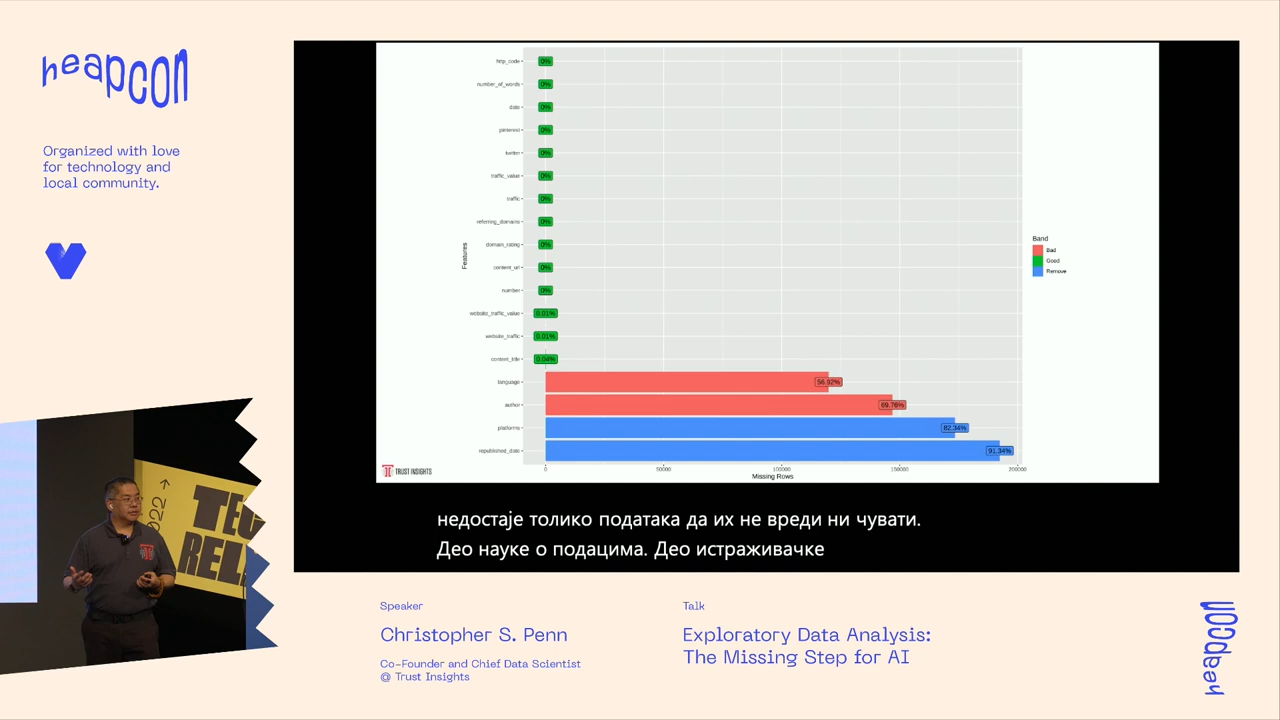 heapcon
Organized with love
for technology and
local community.
http_code
0%
number_of_words
0%
date
0%
pinterest
0%
twitter
0%
traffic_value
0%
traffic
0%
referring_domains
0%
domain_rating
0%
content_url
0%
number
0%
website_traffic_value
0.01%
website_traffic
0.01%
content_title
0.04%
language
56.92%
author
69.76%
platforms
82.34%
republished_date
91.34%
Features
0
50000
100000
150000
200000
Missing Rows
Band
Bad
Good
Remove
TRUST INSIGHTS
недостаје толико података да их не вреди ни чувати.
Део науке о подацима. Део истраживачке
2022
TEC
REL
Speaker
Christopher S. Penn
Co-Founder and Chief Data Scientist
@ Trust Insights
Talk
Exploratory Data Analysis:
The Missing Step for AI
heapcon